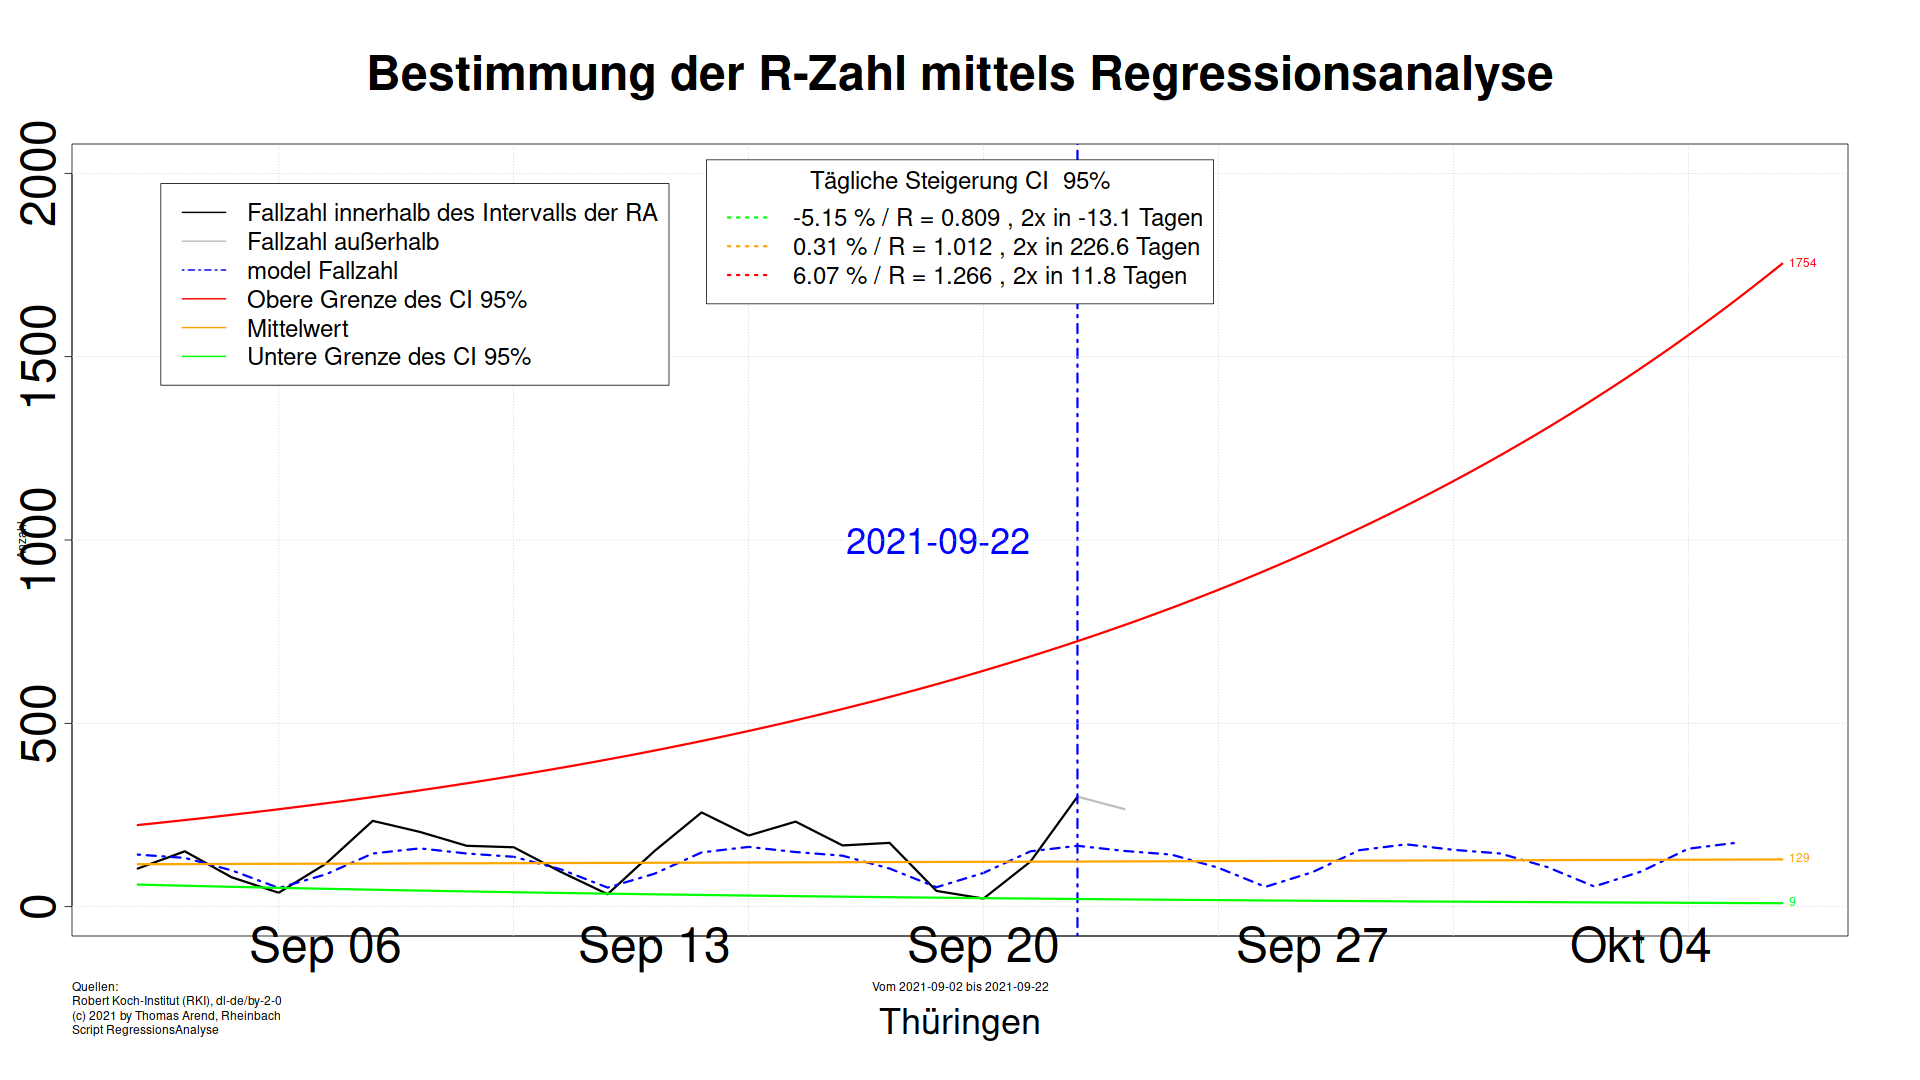 Bestimmung der R-Zahl mittels Regressionsanalyse
2000
1500
1000
500
0
Anzahl
Fallzahl innerhalb des Intervalls der RA
Fallzahl außerhalb
model Fallzahl
Obere Grenze des CI 95%
Mittelwert
Untere Grenze des CI 95%
Tägliche Steigerung CI  95%
-5.15 % / R = 0.809 , 2x in -13.1 Tagen
0.31 % / R = 1.012 , 2x in 226.6 Tagen
6.07 % / R = 1.266 , 2x in 11.8 Tagen
1754
2021-09-22
129
9
Sep 06 Sep 13 Sep 20 Sep 27 Okt 04
Quellen:
Robert Koch-Institut (RKI), dl-de/by-2-0
(c) 2021 by Thomas Arend, Rheinbach
Script RegressionsAnalyse
Vom 2021-09-02 bis 2021-09-22
Thüringen